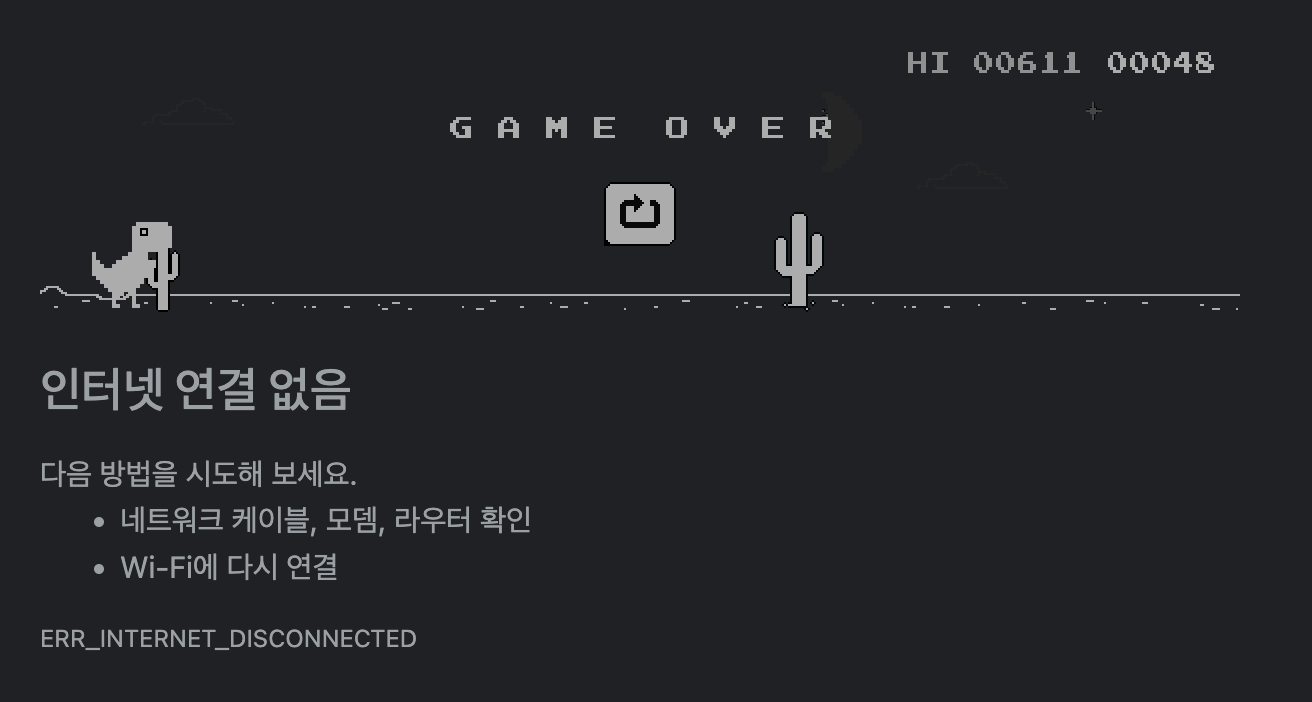 HI 00611 00048
GAME OVER
인터넷 연결 없음
다음 방법을 시도해 보세요.
• 네트워크 케이블, 모뎀, 라우터 확인
• Wi-Fi에 다시 연결
ERR_INTERNET_DISCONNECTED